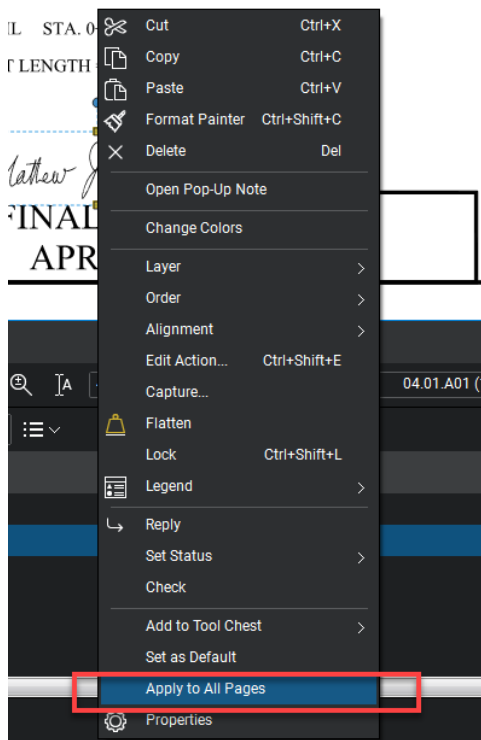 IL STA. 0
T LENGTH
Mathew J
FINAL
APR
Cut Ctrl+X
Copy Ctrl+C
Paste Ctrl+V
Format Painter Ctrl+Shift+C
Delete Del
Open Pop-Up Note
Change Colors
Layer
Order
Alignment
Edit Action... Ctrl+Shift+E
Capture...
Flatten
Lock Ctrl+Shift+L
Legend
Reply
Set Status
Check
Add to Tool Chest
Set as Default
Apply to All Pages
Properties
04.01.A01 (